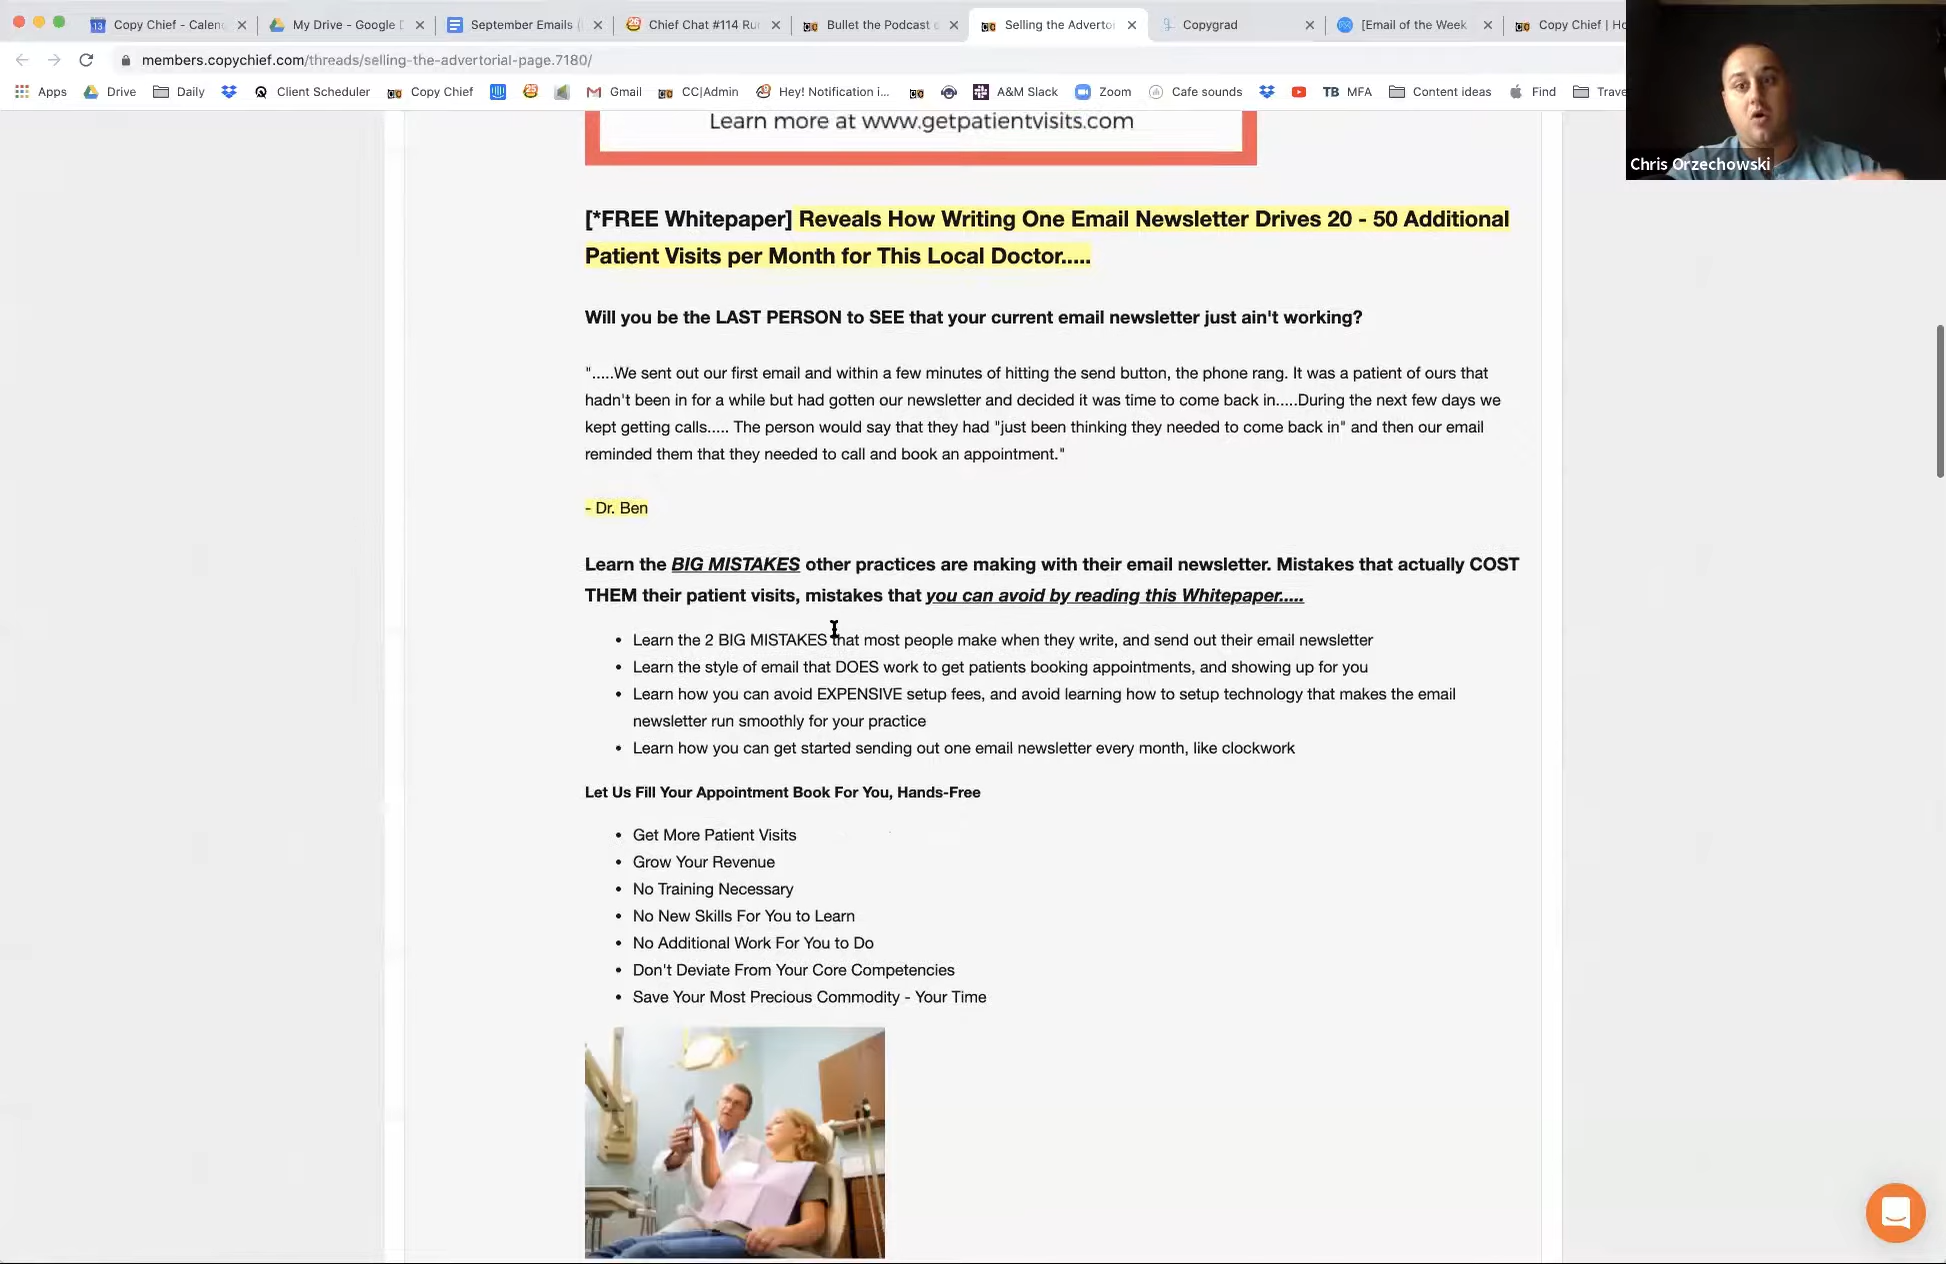 Copy Chief - Calend
My Drive - Google D
September Emails (
Chief Chat #114 Run
Bullet the Podcast e
Selling the Advertor
Copygrad
[Email of the Week
Copy Chief | Ho
members.copychief.com/threads/selling-the-advertorial-page.7180/
Apps
Drive
Daily
Client Scheduler
Copy Chief
Gmail
CC|Admin
Hey! Notification i...
A&M Slack
Zoom
Cafe sounds
TB MFA
Content ideas
Find
Trave
Chris Orzechowski
Learn more at www.getpatientvisits.com
[*FREE Whitepaper] Reveals How Writing One Email Newsletter Drives 20 - 50 Additional
Patient Visits per Month for This Local Doctor.....
Will you be the LAST PERSON to SEE that your current email newsletter just ain't working?
".....We sent out our first email and within a few minutes of hitting the send button, the phone rang. It was a patient of ours that
hadn't been in for a while but had gotten our newsletter and decided it was time to come back in.....During the next few days we
kept getting calls..... The person would say that they had "just been thinking they needed to come back in" and then our email
reminded them that they needed to call and book an appointment."
- Dr. Ben
Learn the BIG MISTAKES other practices are making with their email newsletter. Mistakes that actually COST
THEM their patient visits, mistakes that you can avoid by reading this Whitepaper.....
• Learn the 2 BIG MISTAKES that most people make when they write, and send out their email newsletter
• Learn the style of email that DOES work to get patients booking appointments, and showing up for you
• Learn how you can avoid EXPENSIVE setup fees, and avoid learning how to setup technology that makes the email
newsletter run smoothly for your practice
• Learn how you can get started sending out one email newsletter every month, like clockwork
Let Us Fill Your Appointment Book For You, Hands-Free
• Get More Patient Visits
• Grow Your Revenue
• No Training Necessary
• No New Skills For You to Learn
• No Additional Work For You to Do
• Don't Deviate From Your Core Competencies
• Save Your Most Precious Commodity - Your Time